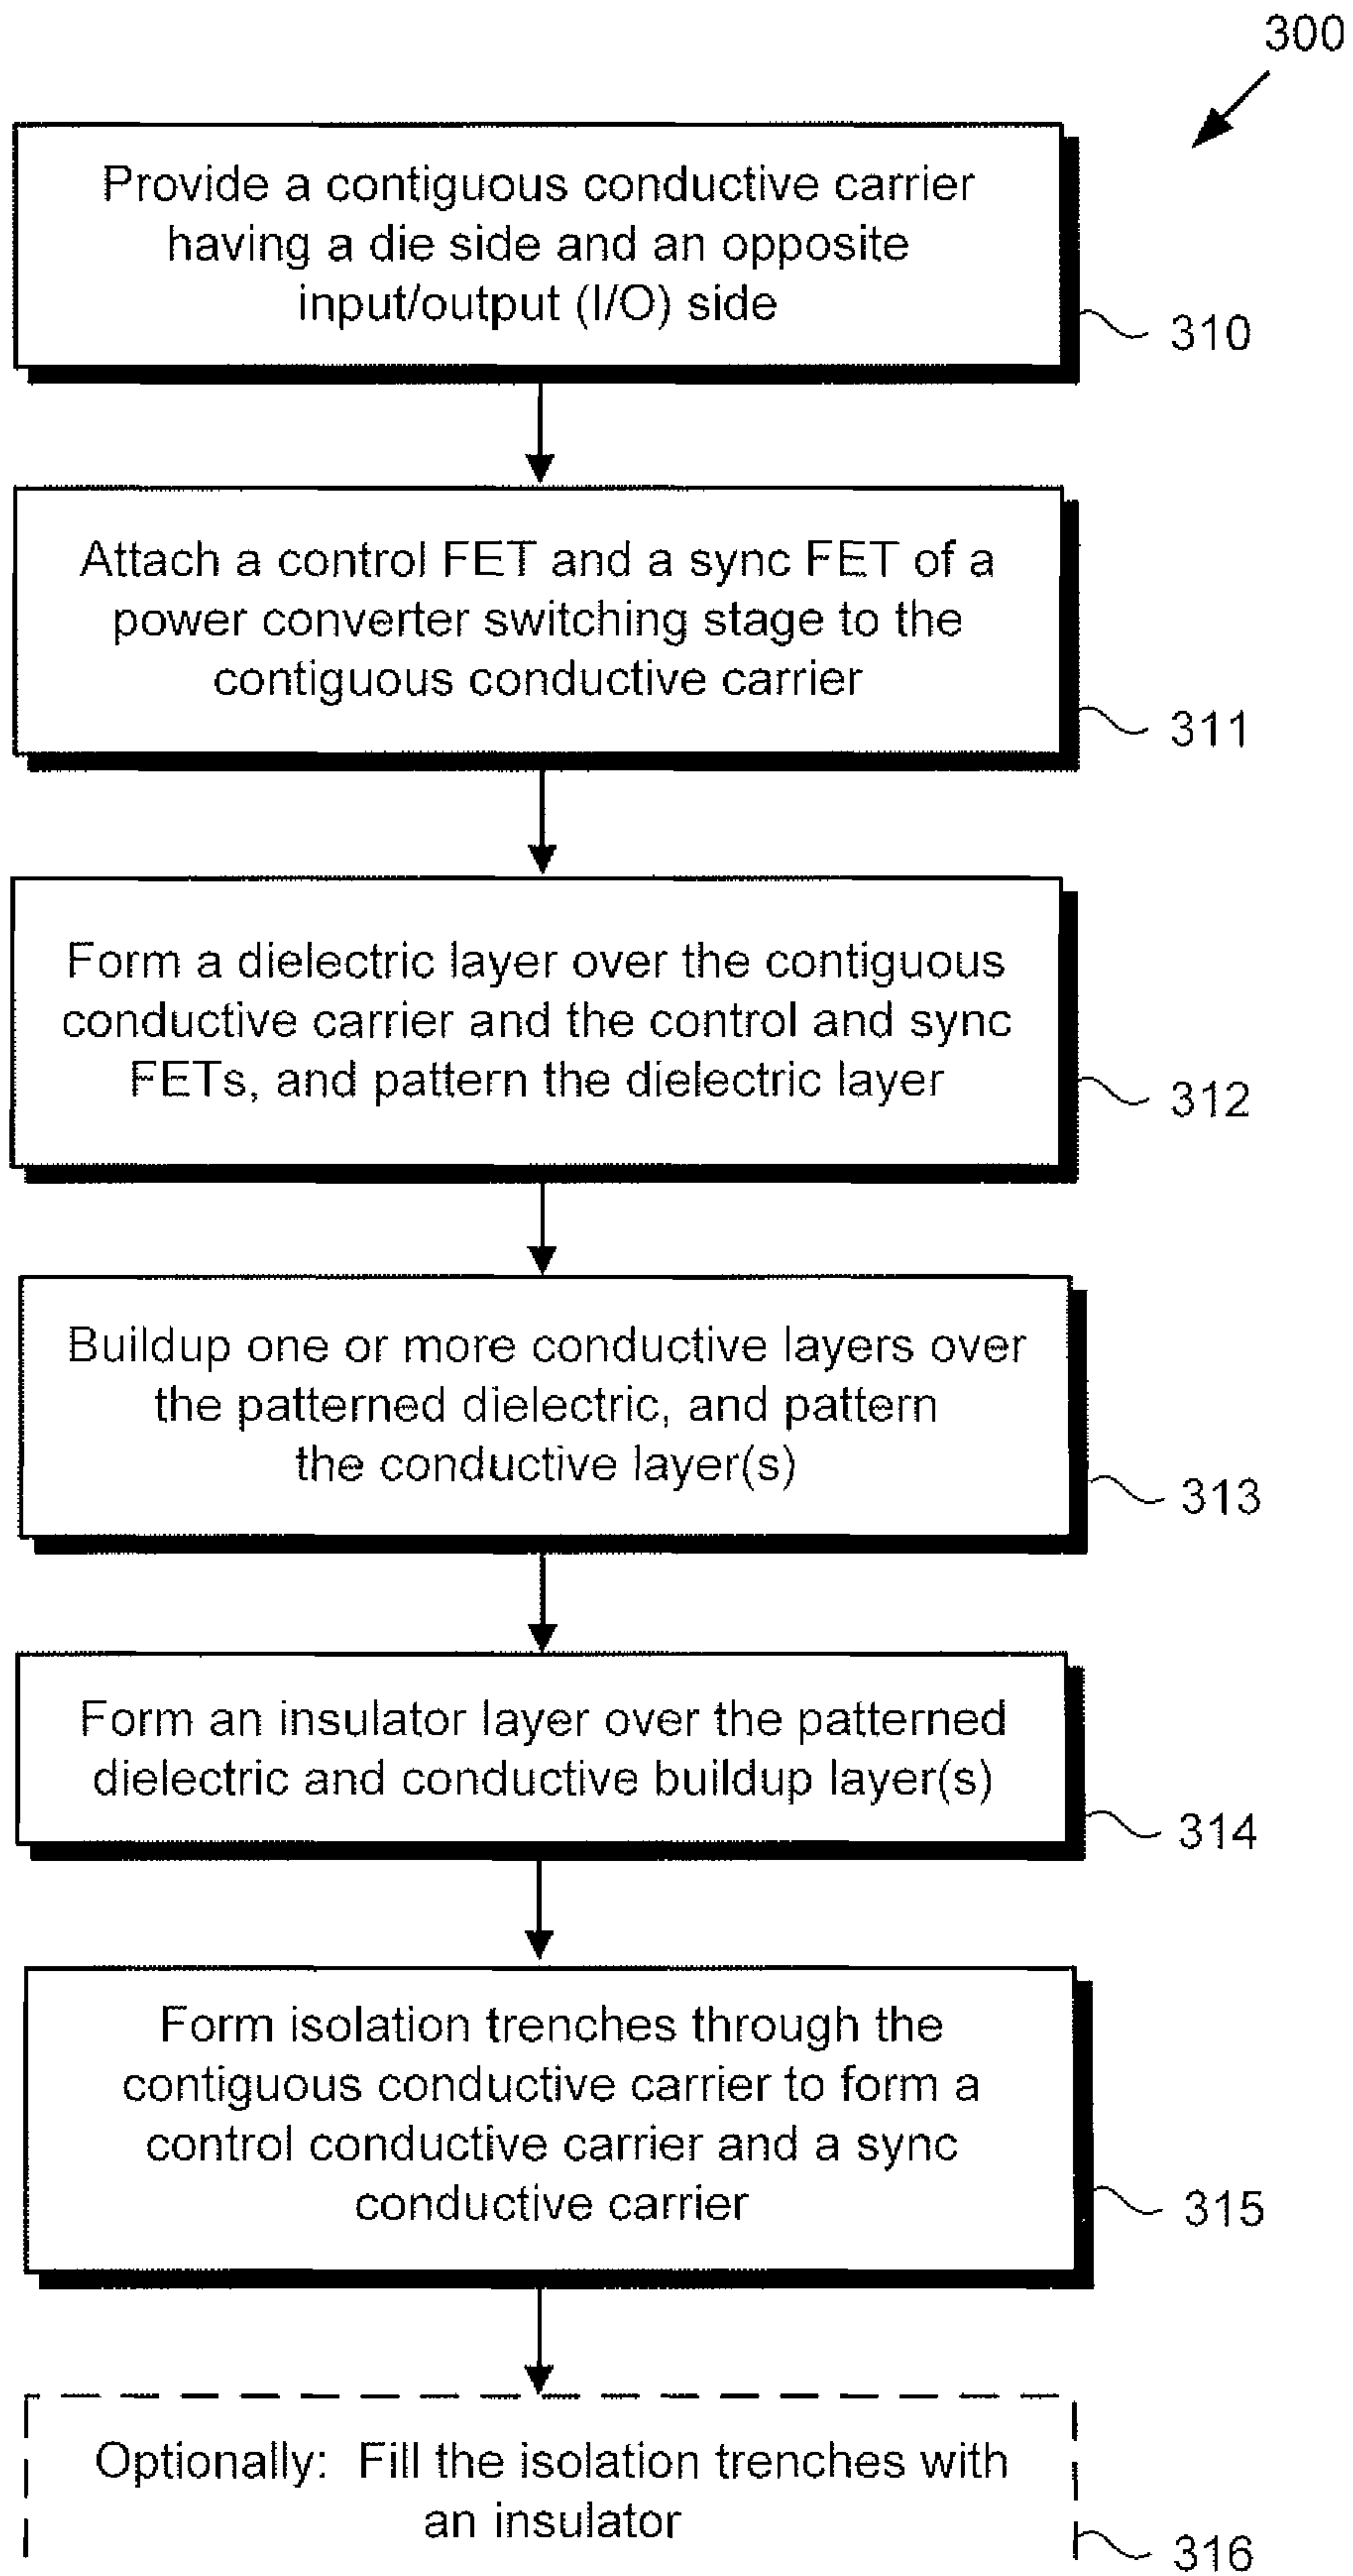 300
Provide a contiguous conductive carrier
having a die side and an opposite
input/output (I/O) side
310
Attach a control FET and a sync FET of a
power converter switching stage to the
contiguous conductive carrier
311
Form a dielectric layer over the contiguous
conductive carrier and the control and sync
FETs, and pattern the dielectric layer
312
Buildup one or more conductive layers over
the patterned dielectric, and pattern
the conductive layer(s)
313
Form an insulator layer over the patterned
dielectric and conductive buildup layer(s)
314
Form isolation trenches through the
contiguous conductive carrier to form a
control conductive carrier and a sync
conductive carrier
315
Optionally: Fill the isolation trenches with
an insulator
316